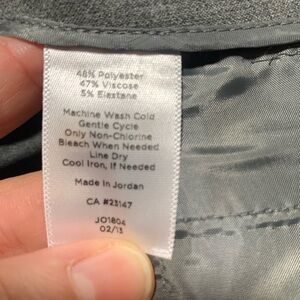 48% Polyester
47% Viscose
5% Elastane
Machine Wash Cold
Gentle Cycle
Only Non-Chlorine
Bleach When Needed
Line Dry
Cool Iron, If Needed
Made in Jordan
CA #23147
JO1804
02/13